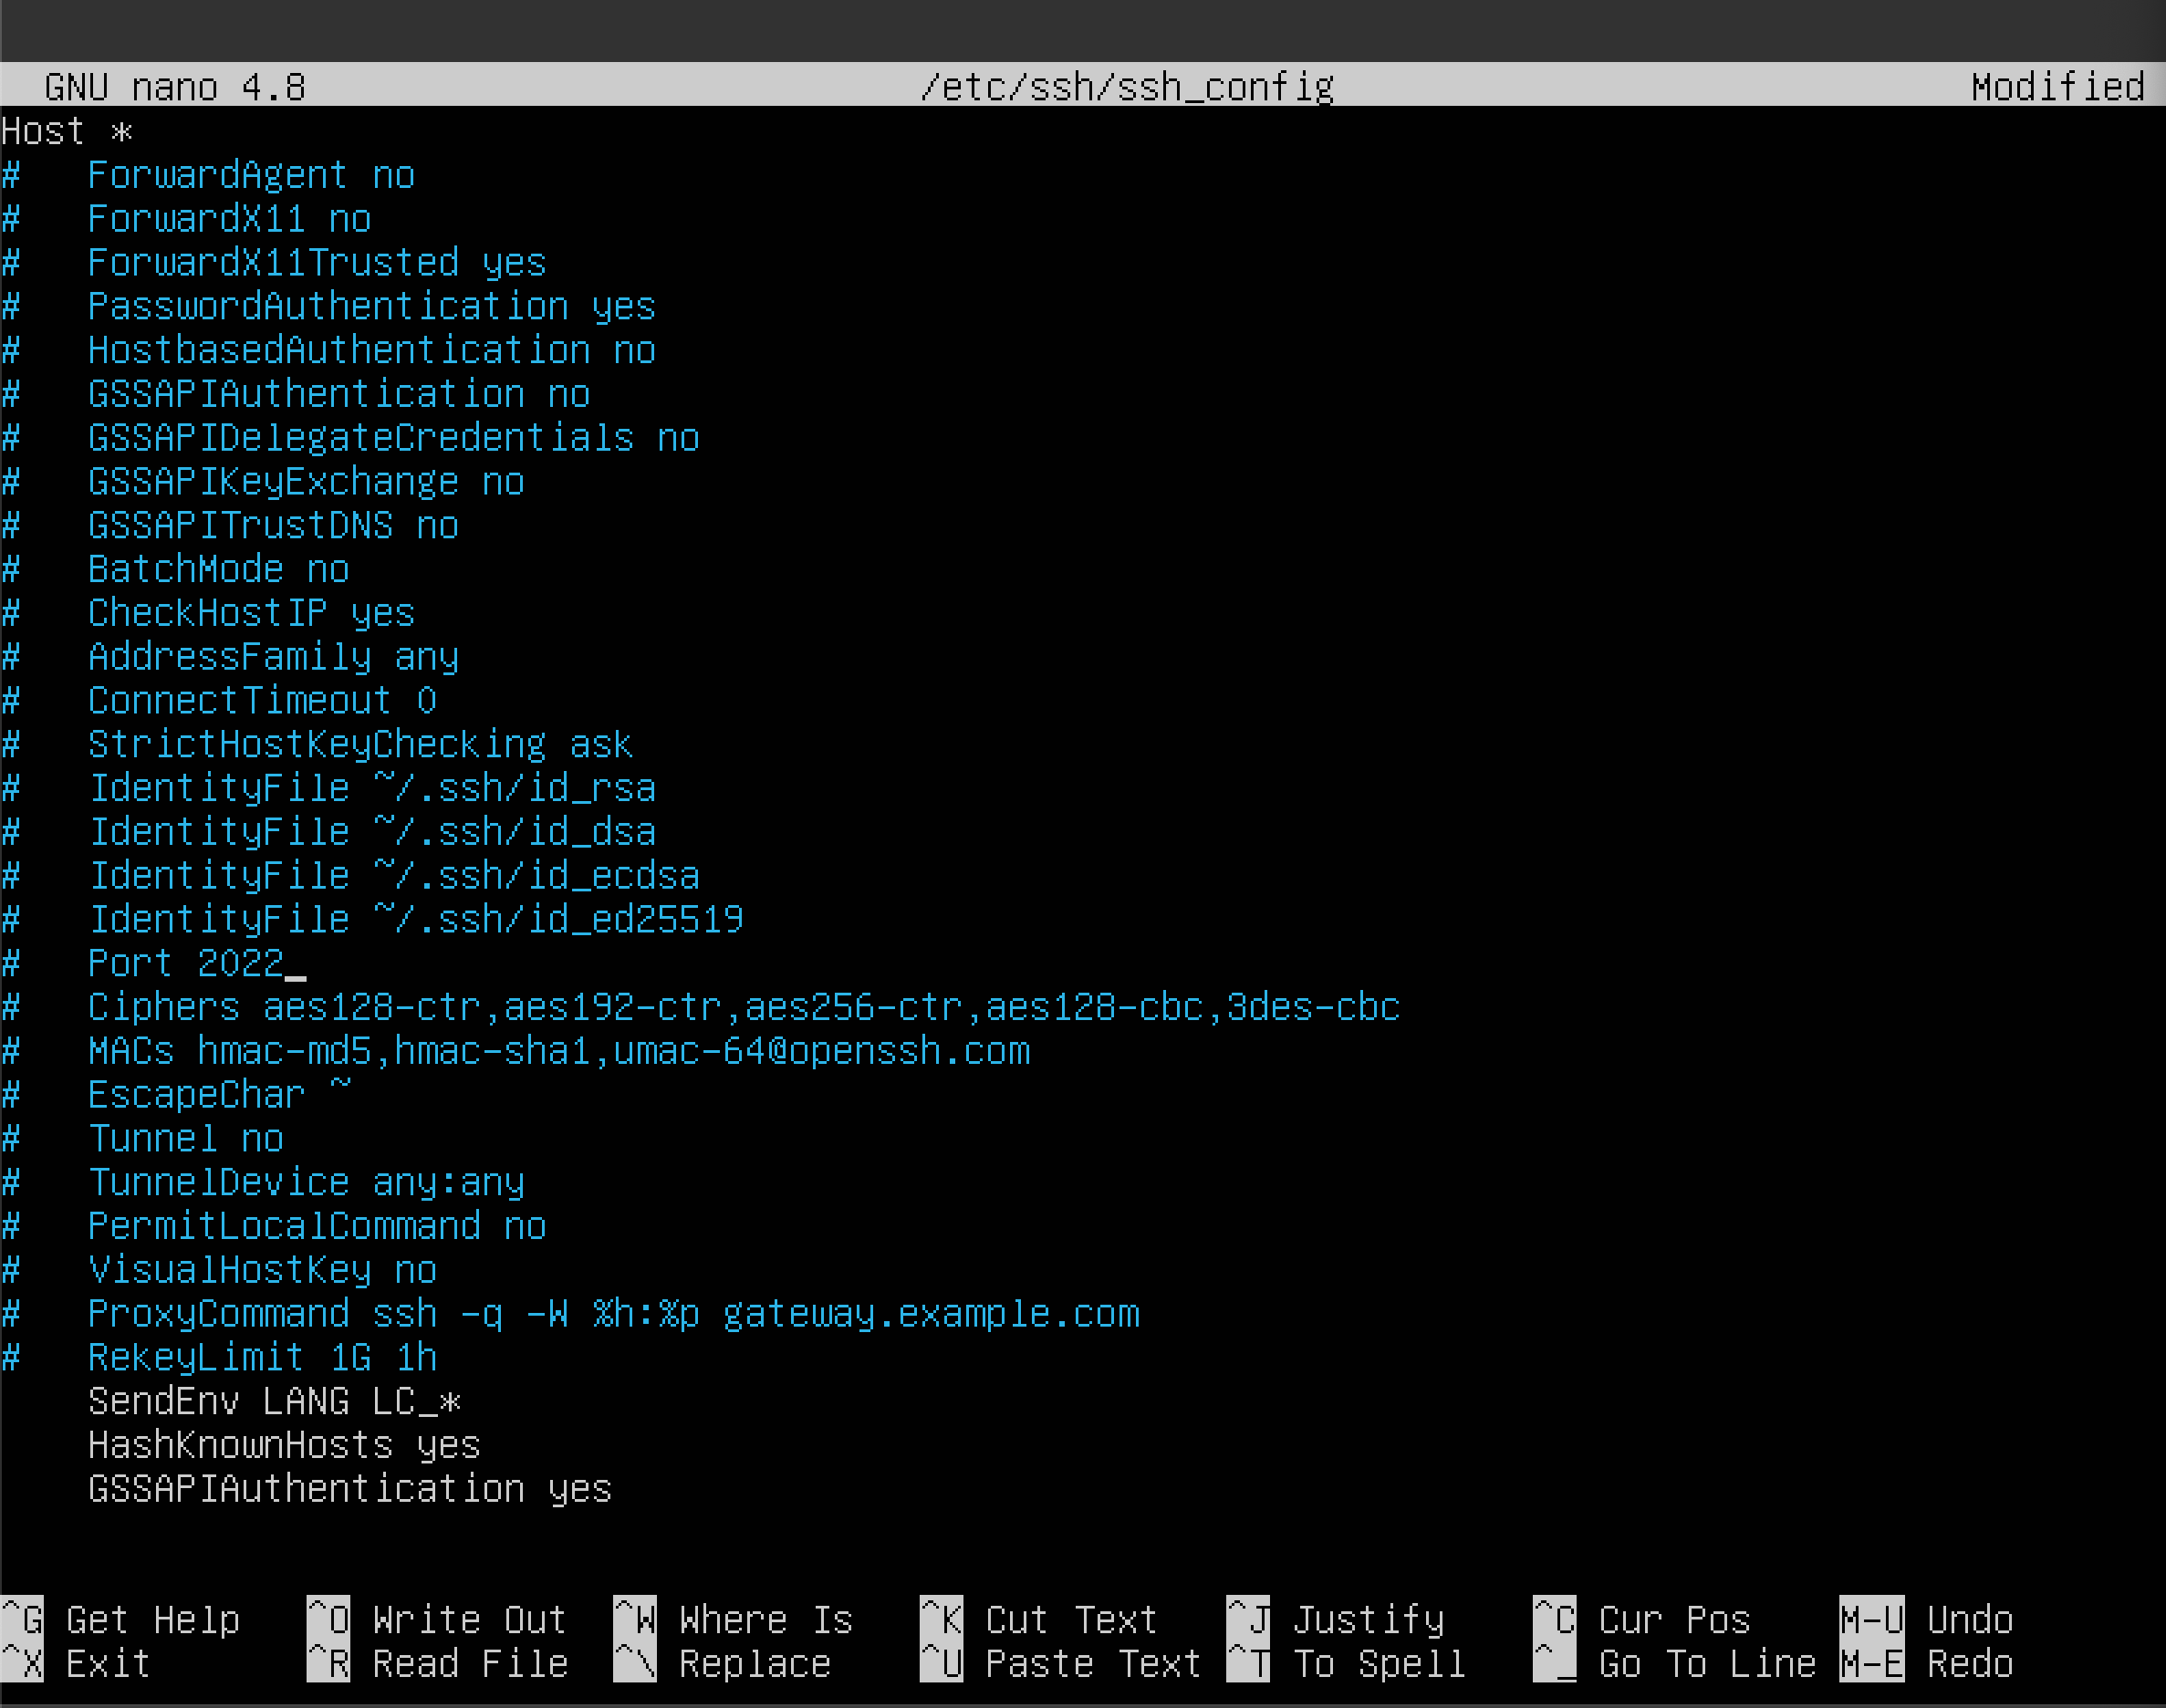 GNU nano 4.8 /etc/ssh/ssh_config Modified
Host *
#   ForwardAgent no
#   ForwardX11 no
#   ForwardX11Trusted yes
#   PasswordAuthentication yes
#   HostbasedAuthentication no
#   GSSAPIAuthentication no
#   GSSAPIDelegateCredentials no
#   GSSAPIKeyExchange no
#   GSSAPITrustDNS no
#   BatchMode no
#   CheckHostIP yes
#   AddressFamily any
#   ConnectTimeout 0
#   StrictHostKeyChecking ask
#   IdentityFile ~/.ssh/id_rsa
#   IdentityFile ~/.ssh/id_dsa
#   IdentityFile ~/.ssh/id_ecdsa
#   IdentityFile ~/.ssh/id_ed25519
#   Port 2022
#   Ciphers aes128-ctr,aes192-ctr,aes256-ctr,aes128-cbc,3des-cbc
#   MACs hmac-md5,hmac-sha1,umac-64@openssh.com
#   EscapeChar ~
#   Tunnel no
#   TunnelDevice any:any
#   PermitLocalCommand no
#   VisualHostKey no
#   ProxyCommand ssh -q -W %h:%p gateway.example.com
#   RekeyLimit 1G 1h
    SendEnv LANG LC_*
    HashKnownHosts yes
    GSSAPIAuthentication yes
^G Get Help ^O Write Out ^W Where Is ^K Cut Text ^J Justify ^C Cur Pos M-U Undo
^X Exit ^R Read File ^\ Replace ^U Paste Text ^T To Spell ^_ Go To Line M-E Redo